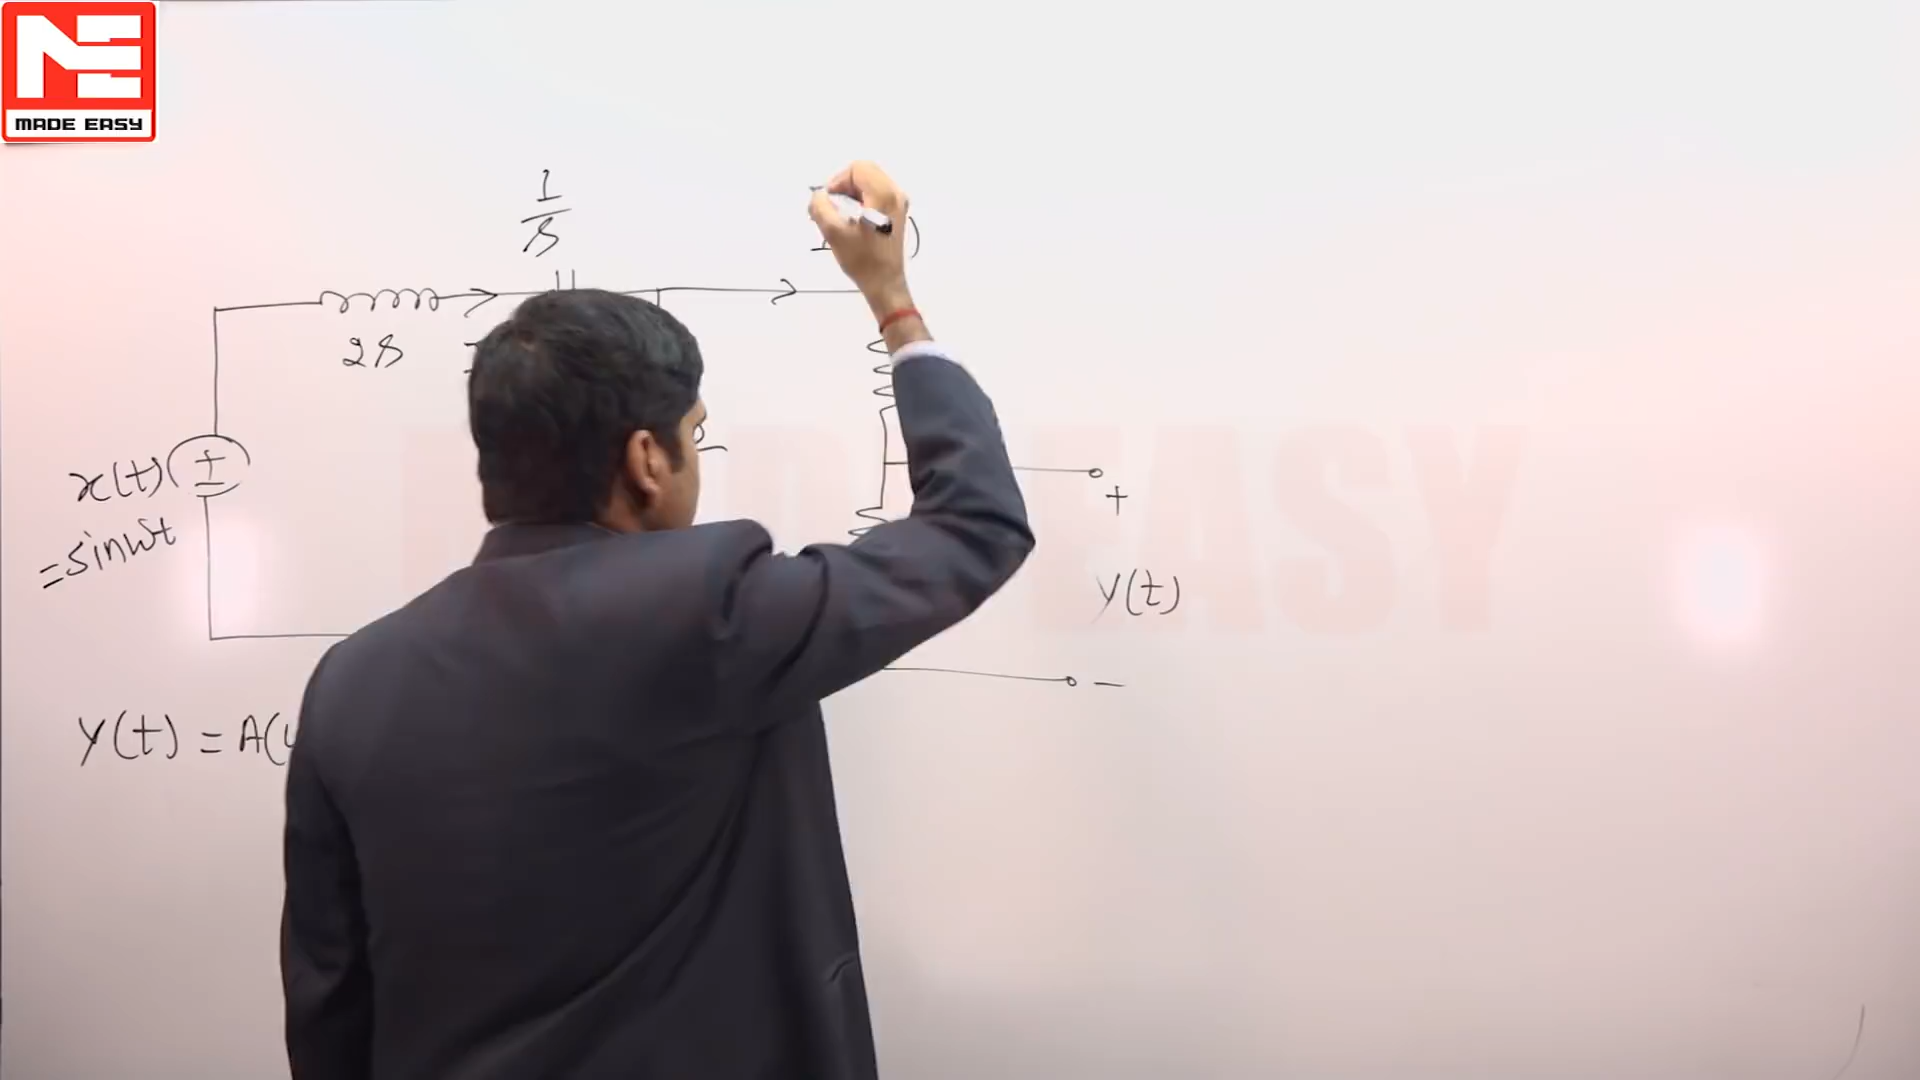 MADE EASY
1
s
2s
x(t)
+
=sinωt
+
y(t)
−
y(t) = A(